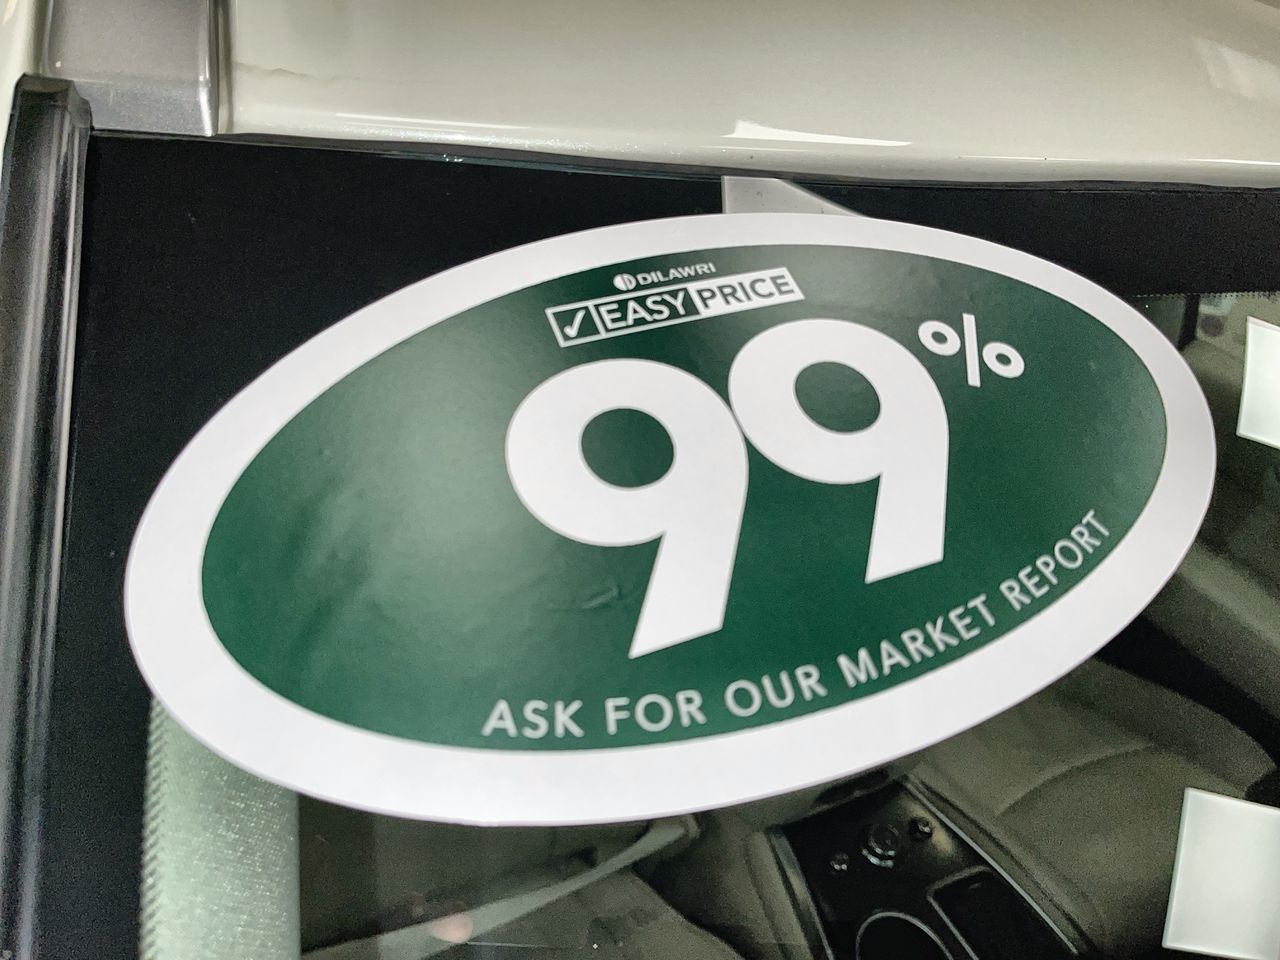 DILAWRI
✓ EASY PRICE
99%
ASK FOR OUR MARKET REPORT